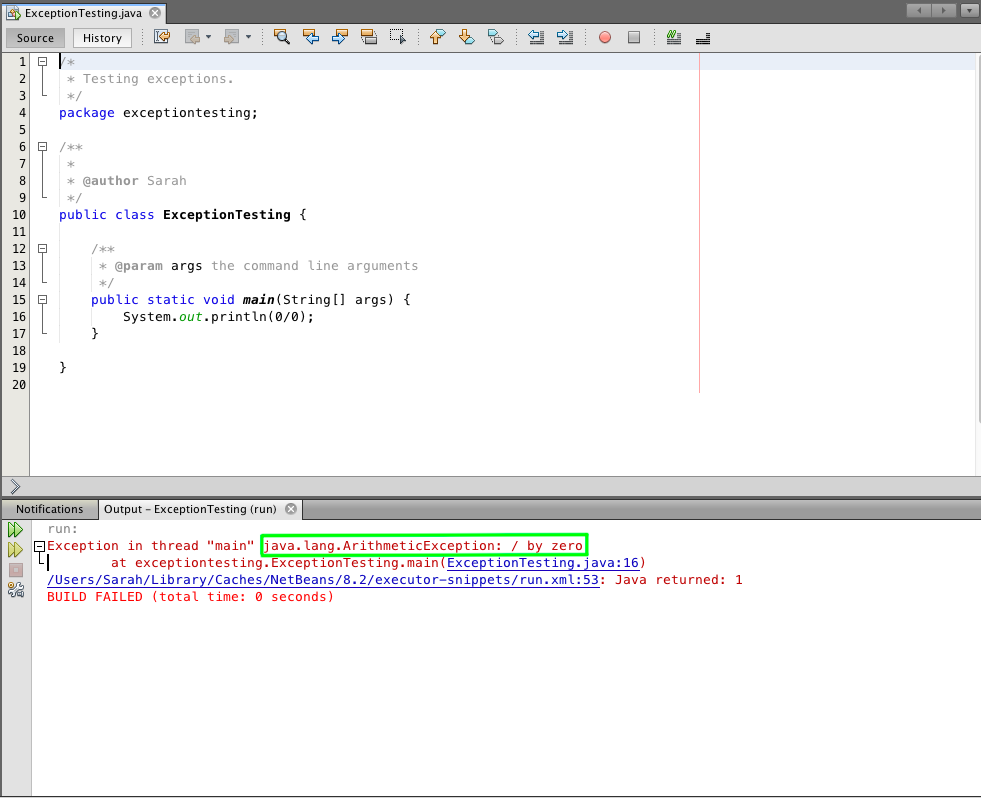 ExceptionTesting.java
Source History
1 /*
2  * Testing exceptions.
3  */
4 package exceptiontesting;
5
6 /**
7  *
8  * @author Sarah
9  */
10 public class ExceptionTesting {
11
12     /**
13      * @param args the command line arguments
14      */
15     public static void main(String[] args) {
16         System.out.println(0/0);
17     }
18
19 }
20
Notifications Output – ExceptionTesting (run)
run:
Exception in thread "main" java.lang.ArithmeticException: / by zero
        at exceptiontesting.ExceptionTesting.main(ExceptionTesting.java:16)
/Users/Sarah/Library/Caches/NetBeans/8.2/executor-snippets/run.xml:53: Java returned: 1
BUILD FAILED (total time: 0 seconds)